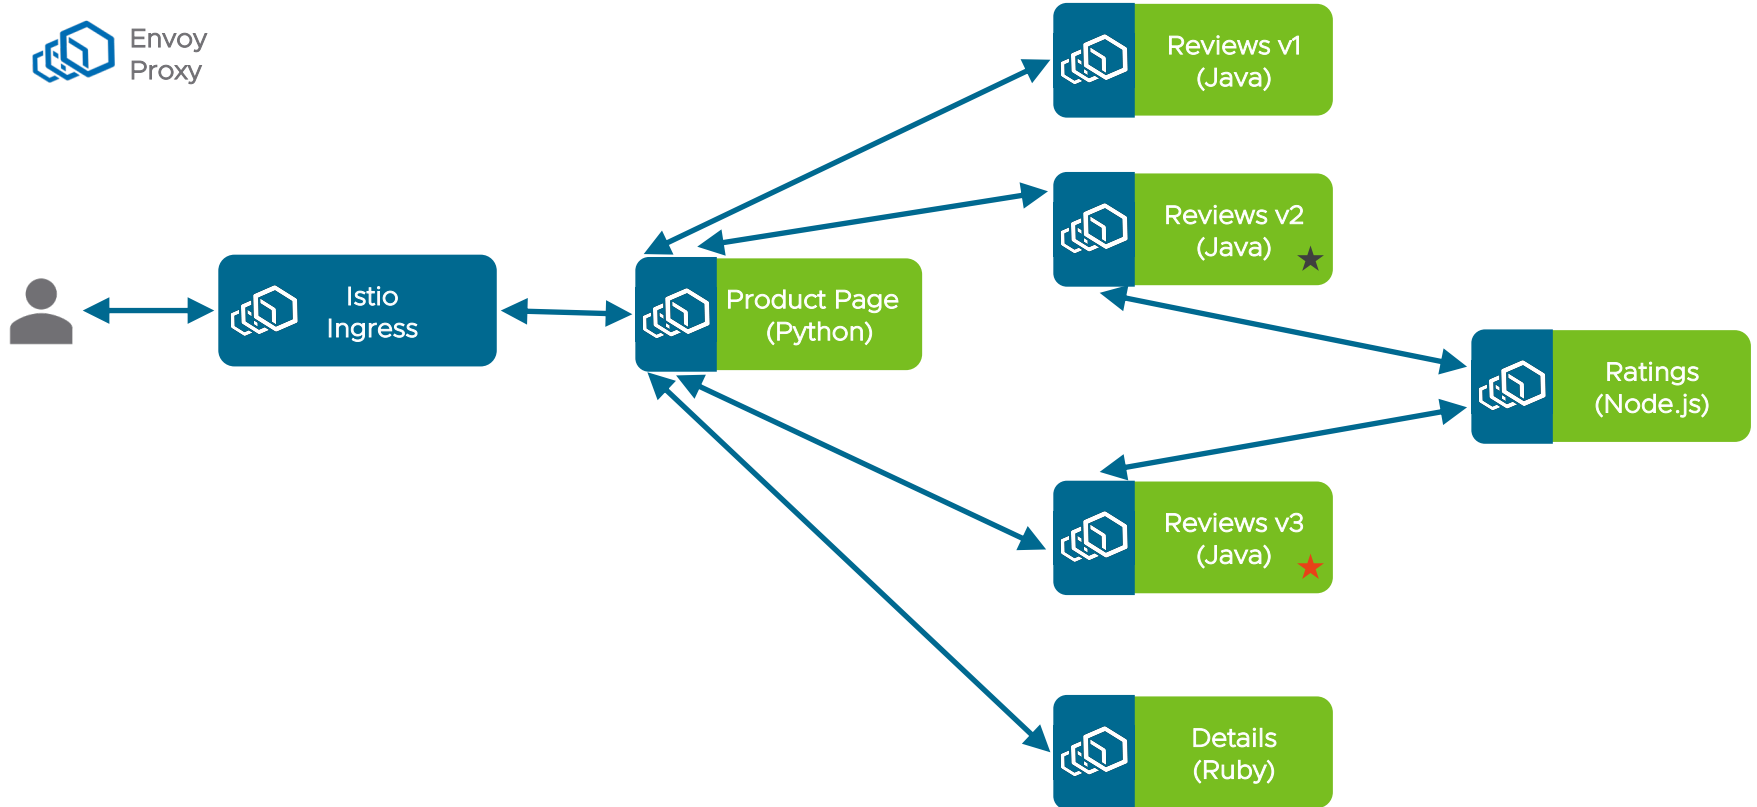 Envoy
Proxy
Istio
Ingress
Product Page
(Python)
Reviews v1
(Java)
Reviews v2
(Java)
Reviews v3
(Java)
Details
(Ruby)
Ratings
(Node.js)